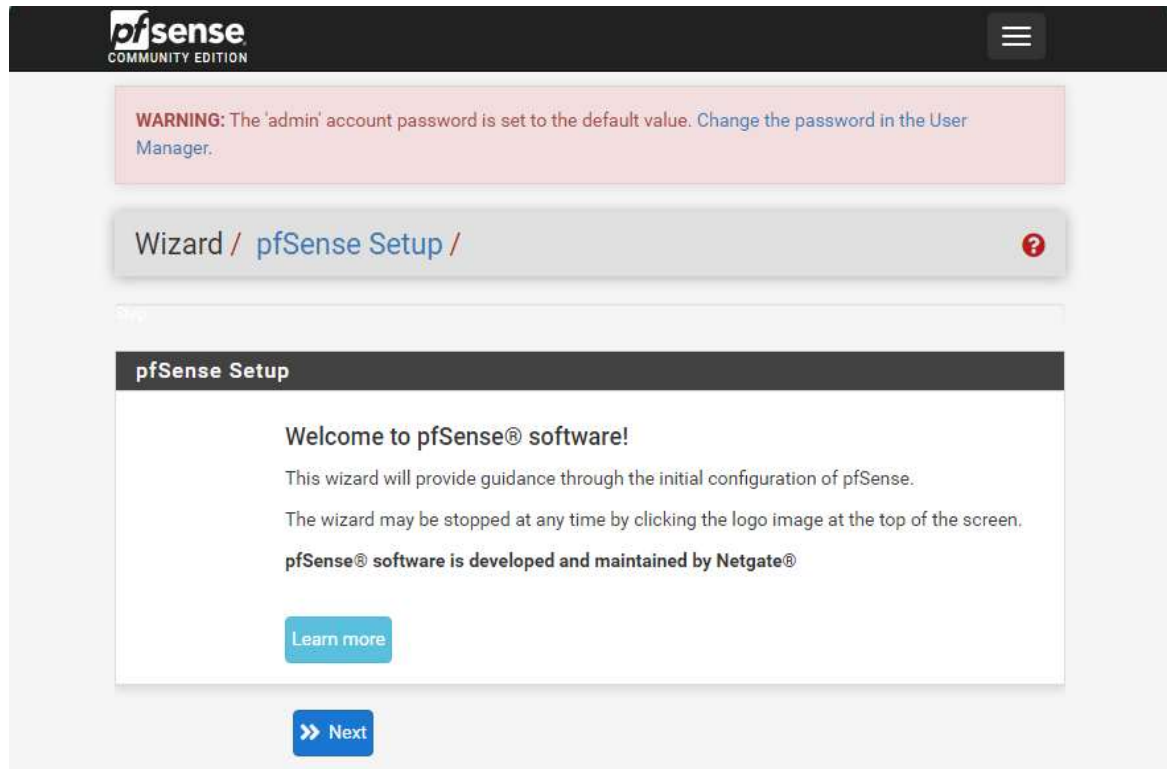 pfsense
COMMUNITY EDITION
WARNING: The 'admin' account password is set to the default value. Change the password in the User
Manager.
Wizard / pfSense Setup /
Step
pfSense Setup
Welcome to pfSense® software!
This wizard will provide guidance through the initial configuration of pfSense.
The wizard may be stopped at any time by clicking the logo image at the top of the screen.
pfSense® software is developed and maintained by Netgate®
Learn more
Next